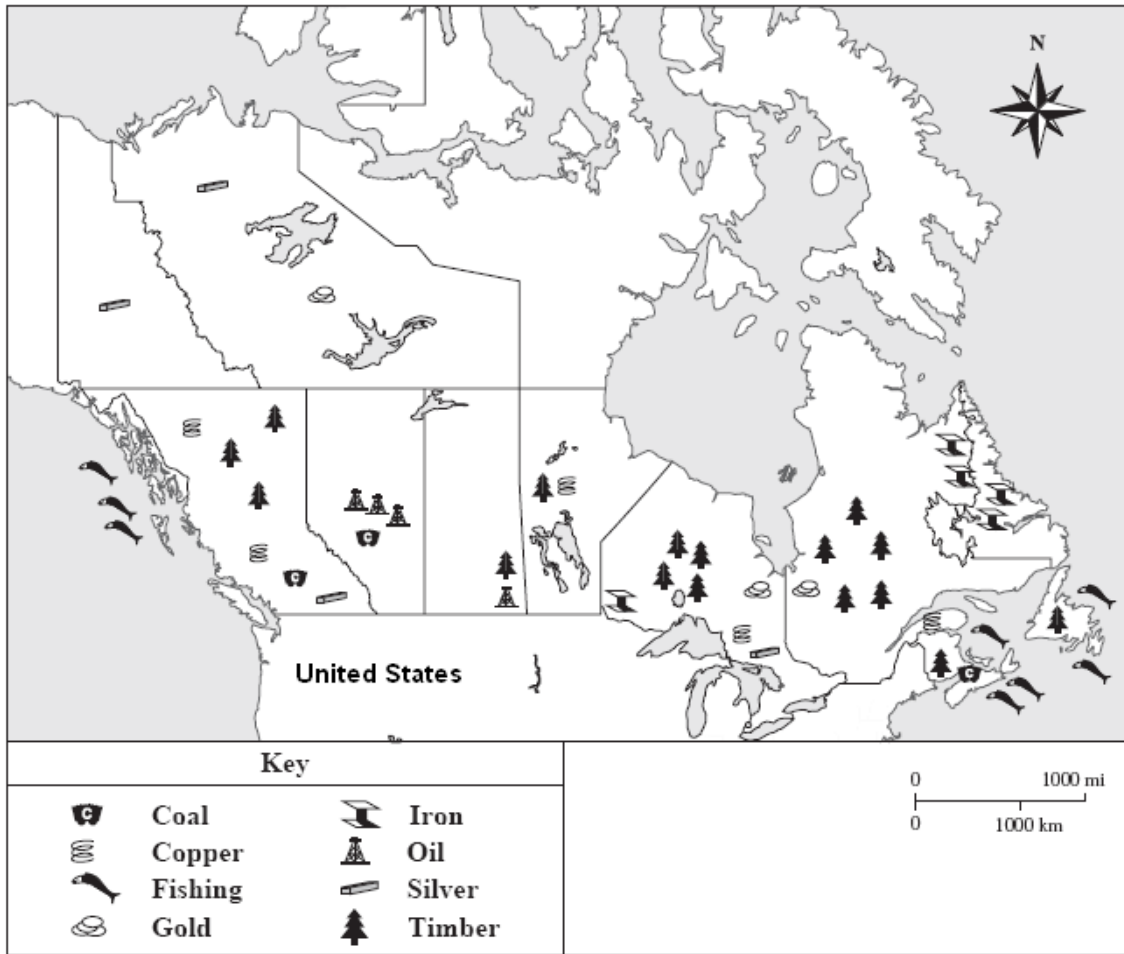 N
United States
Key
C Coal
Copper
Fishing
Gold
Iron
Oil
Silver
Timber
0 1000 mi
0 1000 km
C
C
C